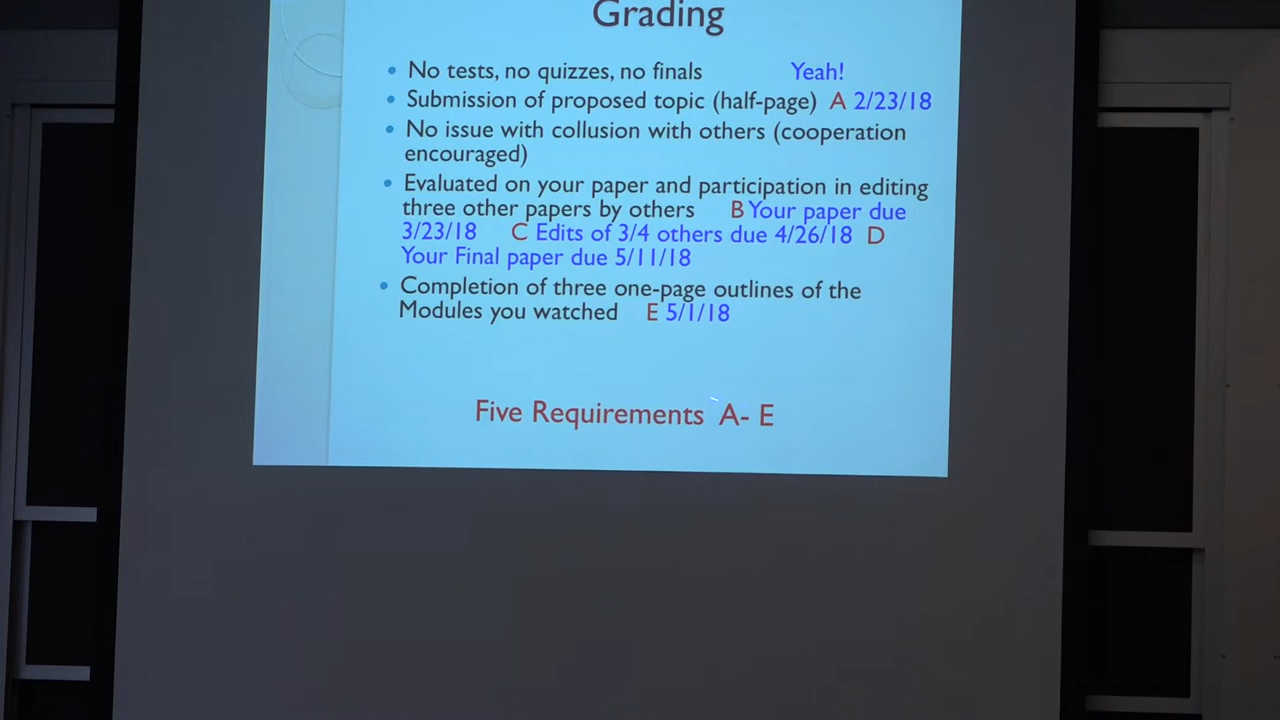 Grading
• No tests, no quizzes, no finals Yeah!
• Submission of proposed topic (half-page) A 2/23/18
• No issue with collusion with others (cooperation
encouraged)
• Evaluated on your paper and participation in editing
three other papers by others B Your paper due
3/23/18 C Edits of 3/4 others due 4/26/18 D
Your Final paper due 5/11/18
• Completion of three one-page outlines of the
Modules you watched E 5/1/18
Five Requirements A- E